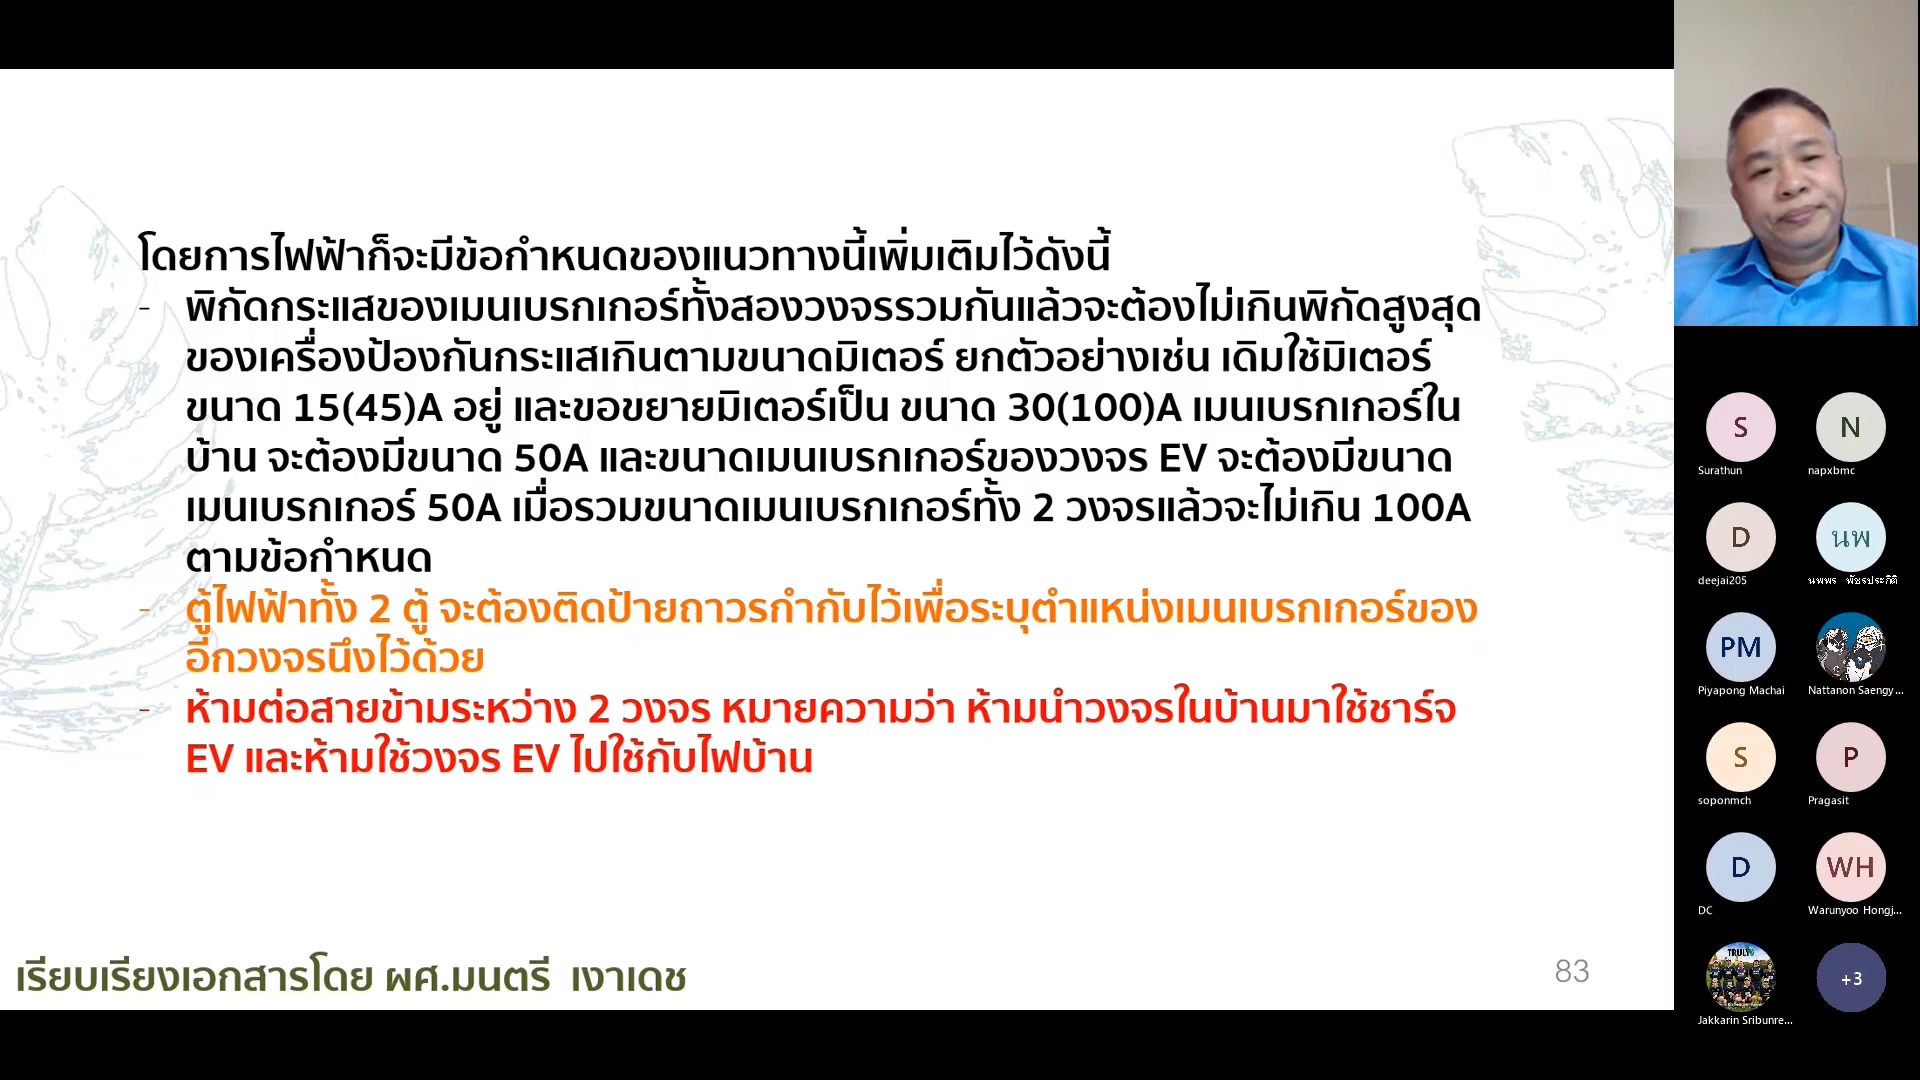 โดยการไฟฟ้าก็จะมีข้อกำหนดของแนวทางนี้เพิ่มเติมไว้ดังนี้
- พิกัดกระแสของเมนเบรกเกอร์ทั้งสองวงจรรวมกันแล้วจะต้องไม่เกินพิกัดสูงสุด
ของเครื่องป้องกันกระแสเกินตามขนาดมิเตอร์ ยกตัวอย่างเช่น เดิมใช้มิเตอร์
ขนาด 15(45)A อยู่ และขอขยายมิเตอร์เป็น ขนาด 30(100)A เมนเบรกเกอร์ใน
บ้าน จะต้องมีขนาด 50A และขนาดเมนเบรกเกอร์ของวงจร EV จะต้องมีขนาด
เมนเบรกเกอร์ 50A เมื่อรวมขนาดเมนเบรกเกอร์ทั้ง 2 วงจรแล้วจะไม่เกิน 100A
ตามข้อกำหนด
- ตู้ไฟฟ้าทั้ง 2 ตู้ จะต้องติดป้ายถาวรกำกับไว้เพื่อระบุตำแหน่งเมนเบรกเกอร์ของ
อีกวงจรนึงไว้ด้วย
- ห้ามต่อสายข้ามระหว่าง 2 วงจร หมายความว่า ห้ามนำวงจรในบ้านมาใช้ชาร์จ
EV และห้ามใช้วงจร EV ไปใช้กับไฟบ้าน
เรียบเรียงเอกสารโดย ผศ.มนตรี เงาเดช
83
S
N
Surathun
napxbmc
D
นพ
deejai205
นพพร พัชรประกิติ
PM
Piyapong Machai
Nattanon Saengy...
S
P
soponmch
Pragasit
D
WH
DC
Warunyoo Hongj...
TRULY
+3
Jakkarin Sribunre...